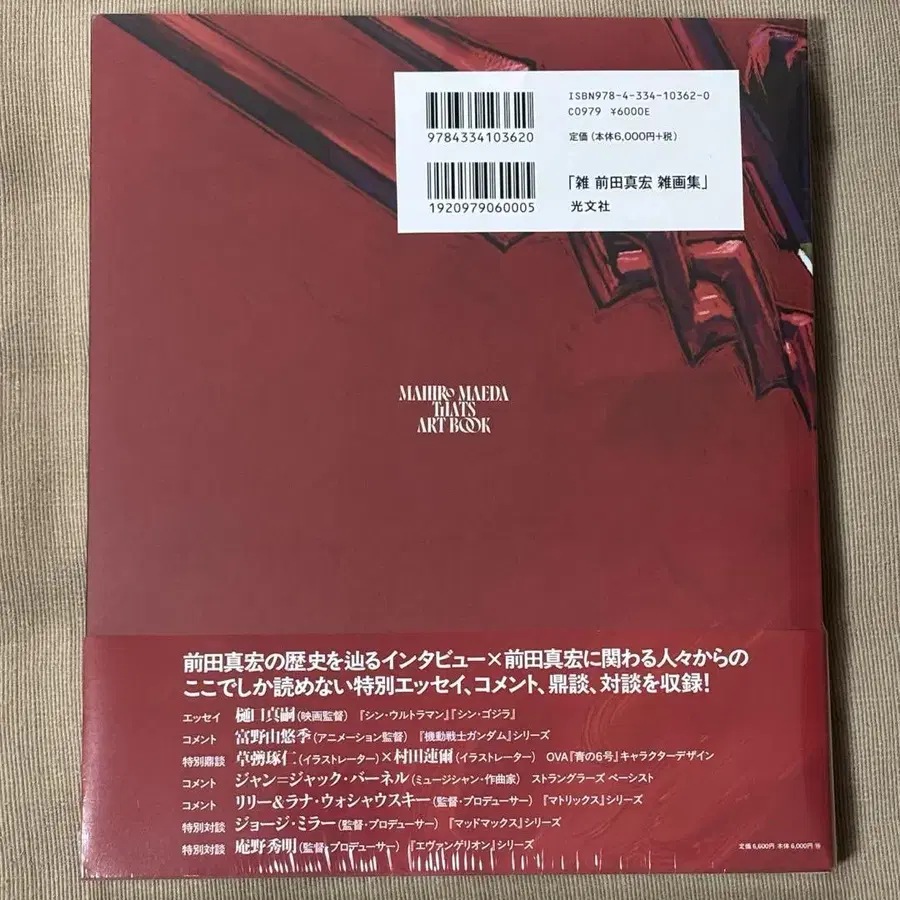 ISBN978-4-334-10362-0
C0979 ¥6000E
9784334103620
定価(本体6,000円+税)
1920979060005
「雑 前田真宏 雑画集」
光文社
MAHIRO MAEDA
THATS
ART BOOK
前田真宏の歴史を辿るインタビュー×前田真宏に関わる人々からの
ここでしか読めない特別エッセイ、コメント、鼎談、対談を収録!
エッセイ 樋口真嗣(映画監督) 『シン・ウルトラマン』『シン・ゴジラ』
コメント 富野由悠季(アニメーション監督) 『機動戦士ガンダム』シリーズ
特別鼎談 草彅琢仁(イラストレーター)×村田蓮爾(イラストレーター) OVA『青の6号』キャラクターデザイン
コメント ジャン=ジャック・バーネル(ミュージシャン・作曲家) ストラングラーズ ベーシスト
コメント リリー&ラナ・ウォシャウスキー(監督・プロデューサー) 『マトリックス』シリーズ
特別対談 ジョージ・ミラー(監督・プロデューサー) 『マッドマックス』シリーズ
特別対談 庵野秀明(監督・プロデューサー) 『エヴァンゲリオン』シリーズ
定価6,600円 本体6,000円